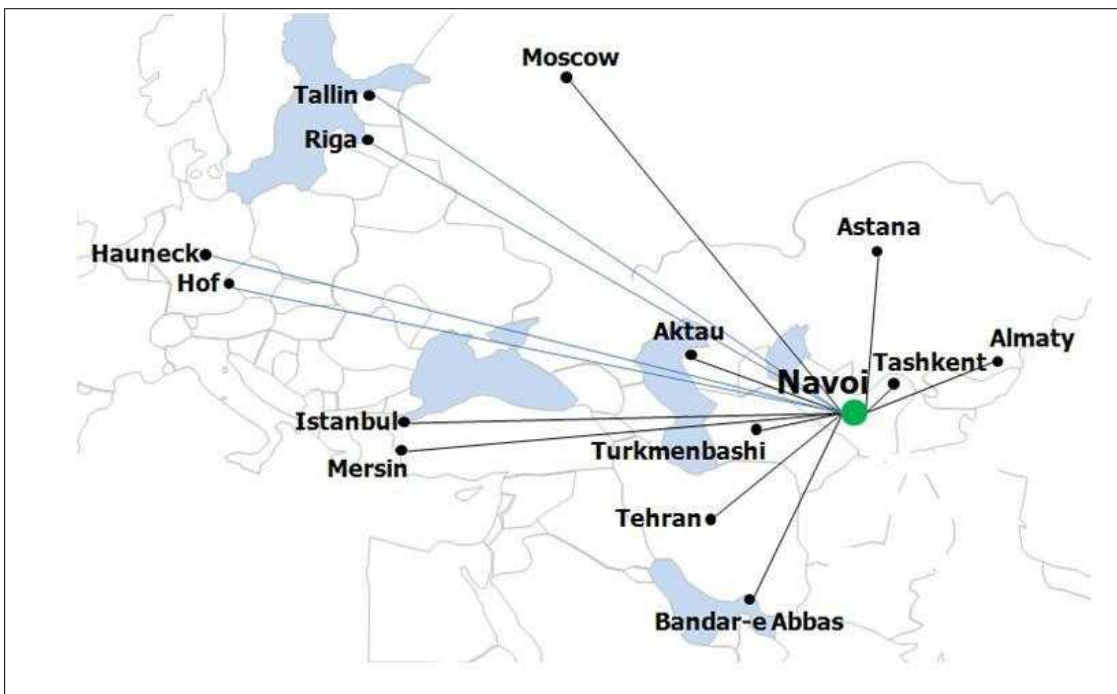 Moscow
Tallin
Riga
Astana
Hauneck
Hof
Aktau
Almaty
Tashkent
Navoi
Istanbul
Turkmenbashi
Mersin
Tehran
Bandar-e Abbas